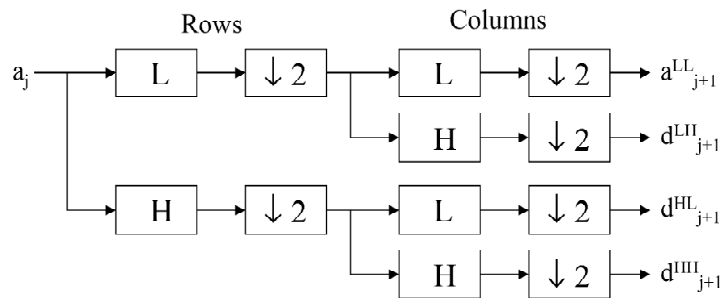 Rows Columns
a_j L ↓ 2 L ↓ 2 a^LL_j+1
H ↓ 2 d^LH_j+1
H ↓ 2 L ↓ 2 d^HL_j+1
H ↓ 2 d^HH_j+1